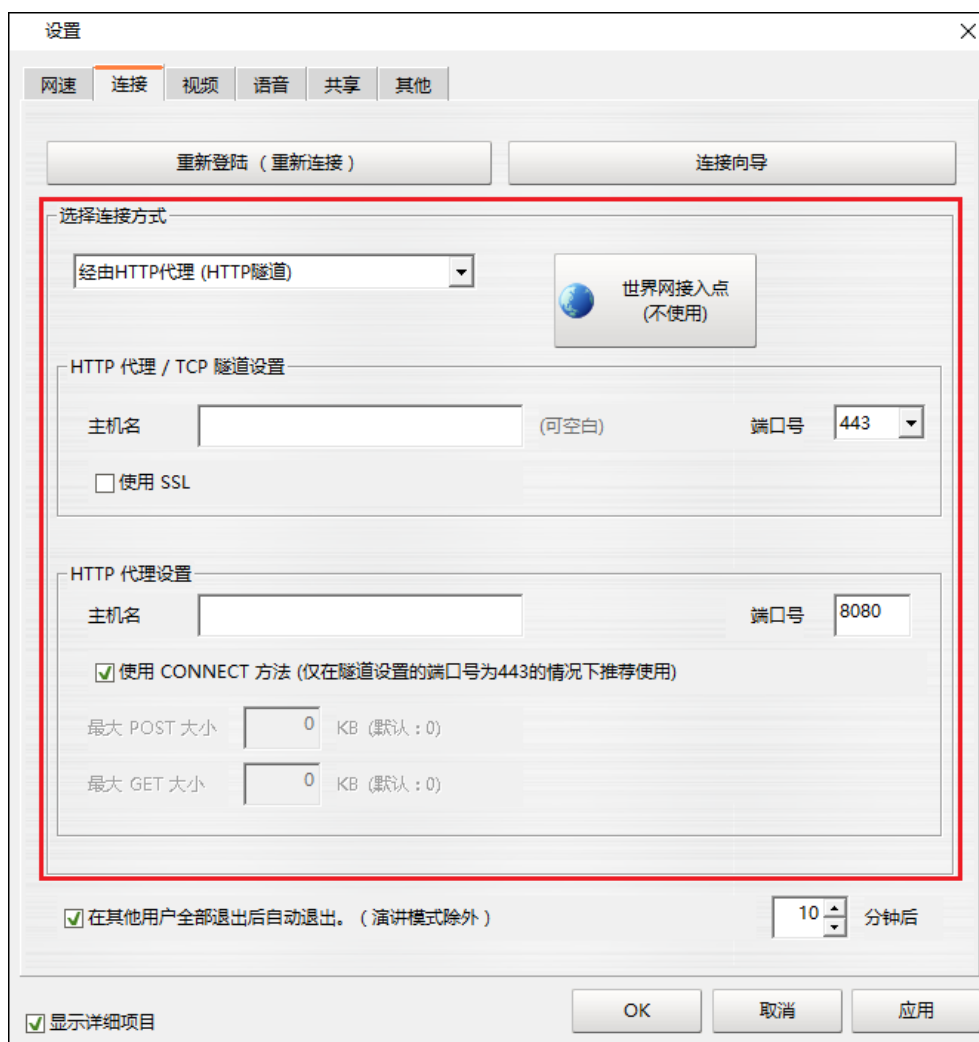 设置
网速 连接 视频 语音 共享 其他
重新登陆 ( 重新连接 ) 连接向导
选择连接方式
经由HTTP代理 (HTTP隧道)
世界网接入点
(不使用)
HTTP 代理 / TCP 隧道设置
主机名 (可空白) 端口号 443
使用 SSL
HTTP 代理设置
主机名 端口号 8080
使用 CONNECT 方法 (仅在隧道设置的端口号为443的情况下推荐使用)
最大 POST 大小 0 KB (默认 : 0)
最大 GET 大小 0 KB (默认 : 0)
在其他用户全部退出后自动退出。 ( 演讲模式除外 ) 10 分钟后
显示详细项目 OK 取消 应用